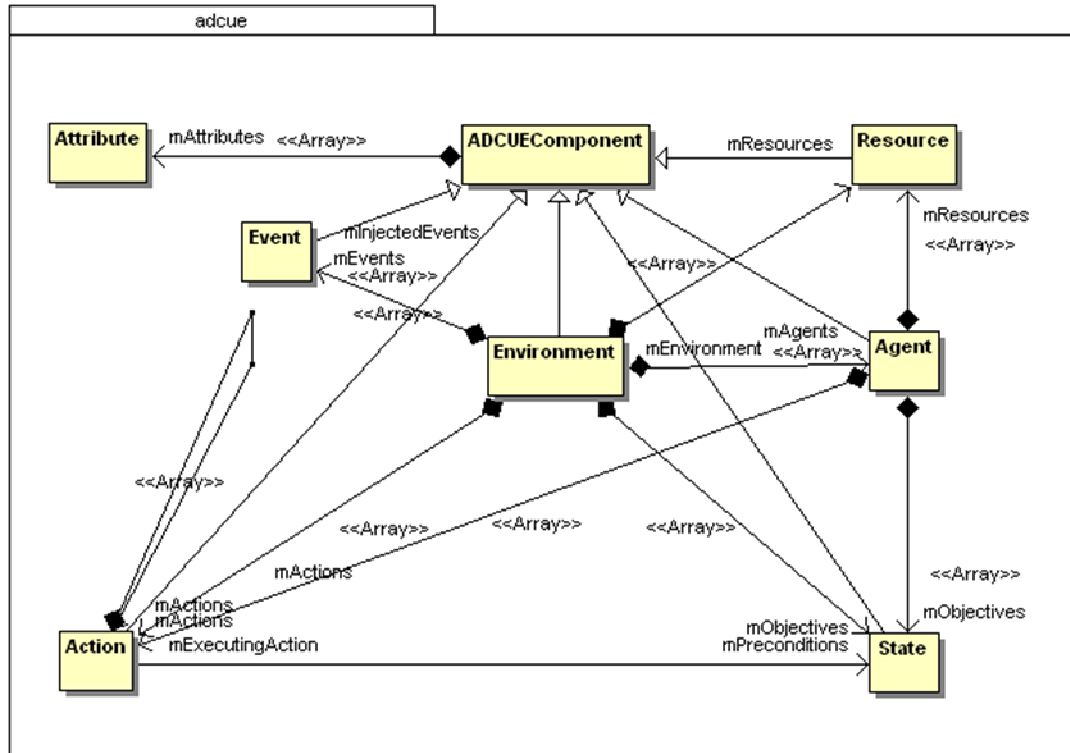 adcue
Attribute
mAttributes
<<Array>>
ADCUEComponent
mResources
Resource
Event
mInjectedEvents
mEvents
<<Array>>
<<Array>>
<<Array>>
mResources
<<Array>>
Environment
mEnvironment
mAgents
<<Array>>
Agent
<<Array>>
<<Array>>
<<Array>>
<<Array>>
mActions
<<Array>>
mActions
mActions
mExecutingAction
mObjectives
mObjectives
mPreconditions
Action
State